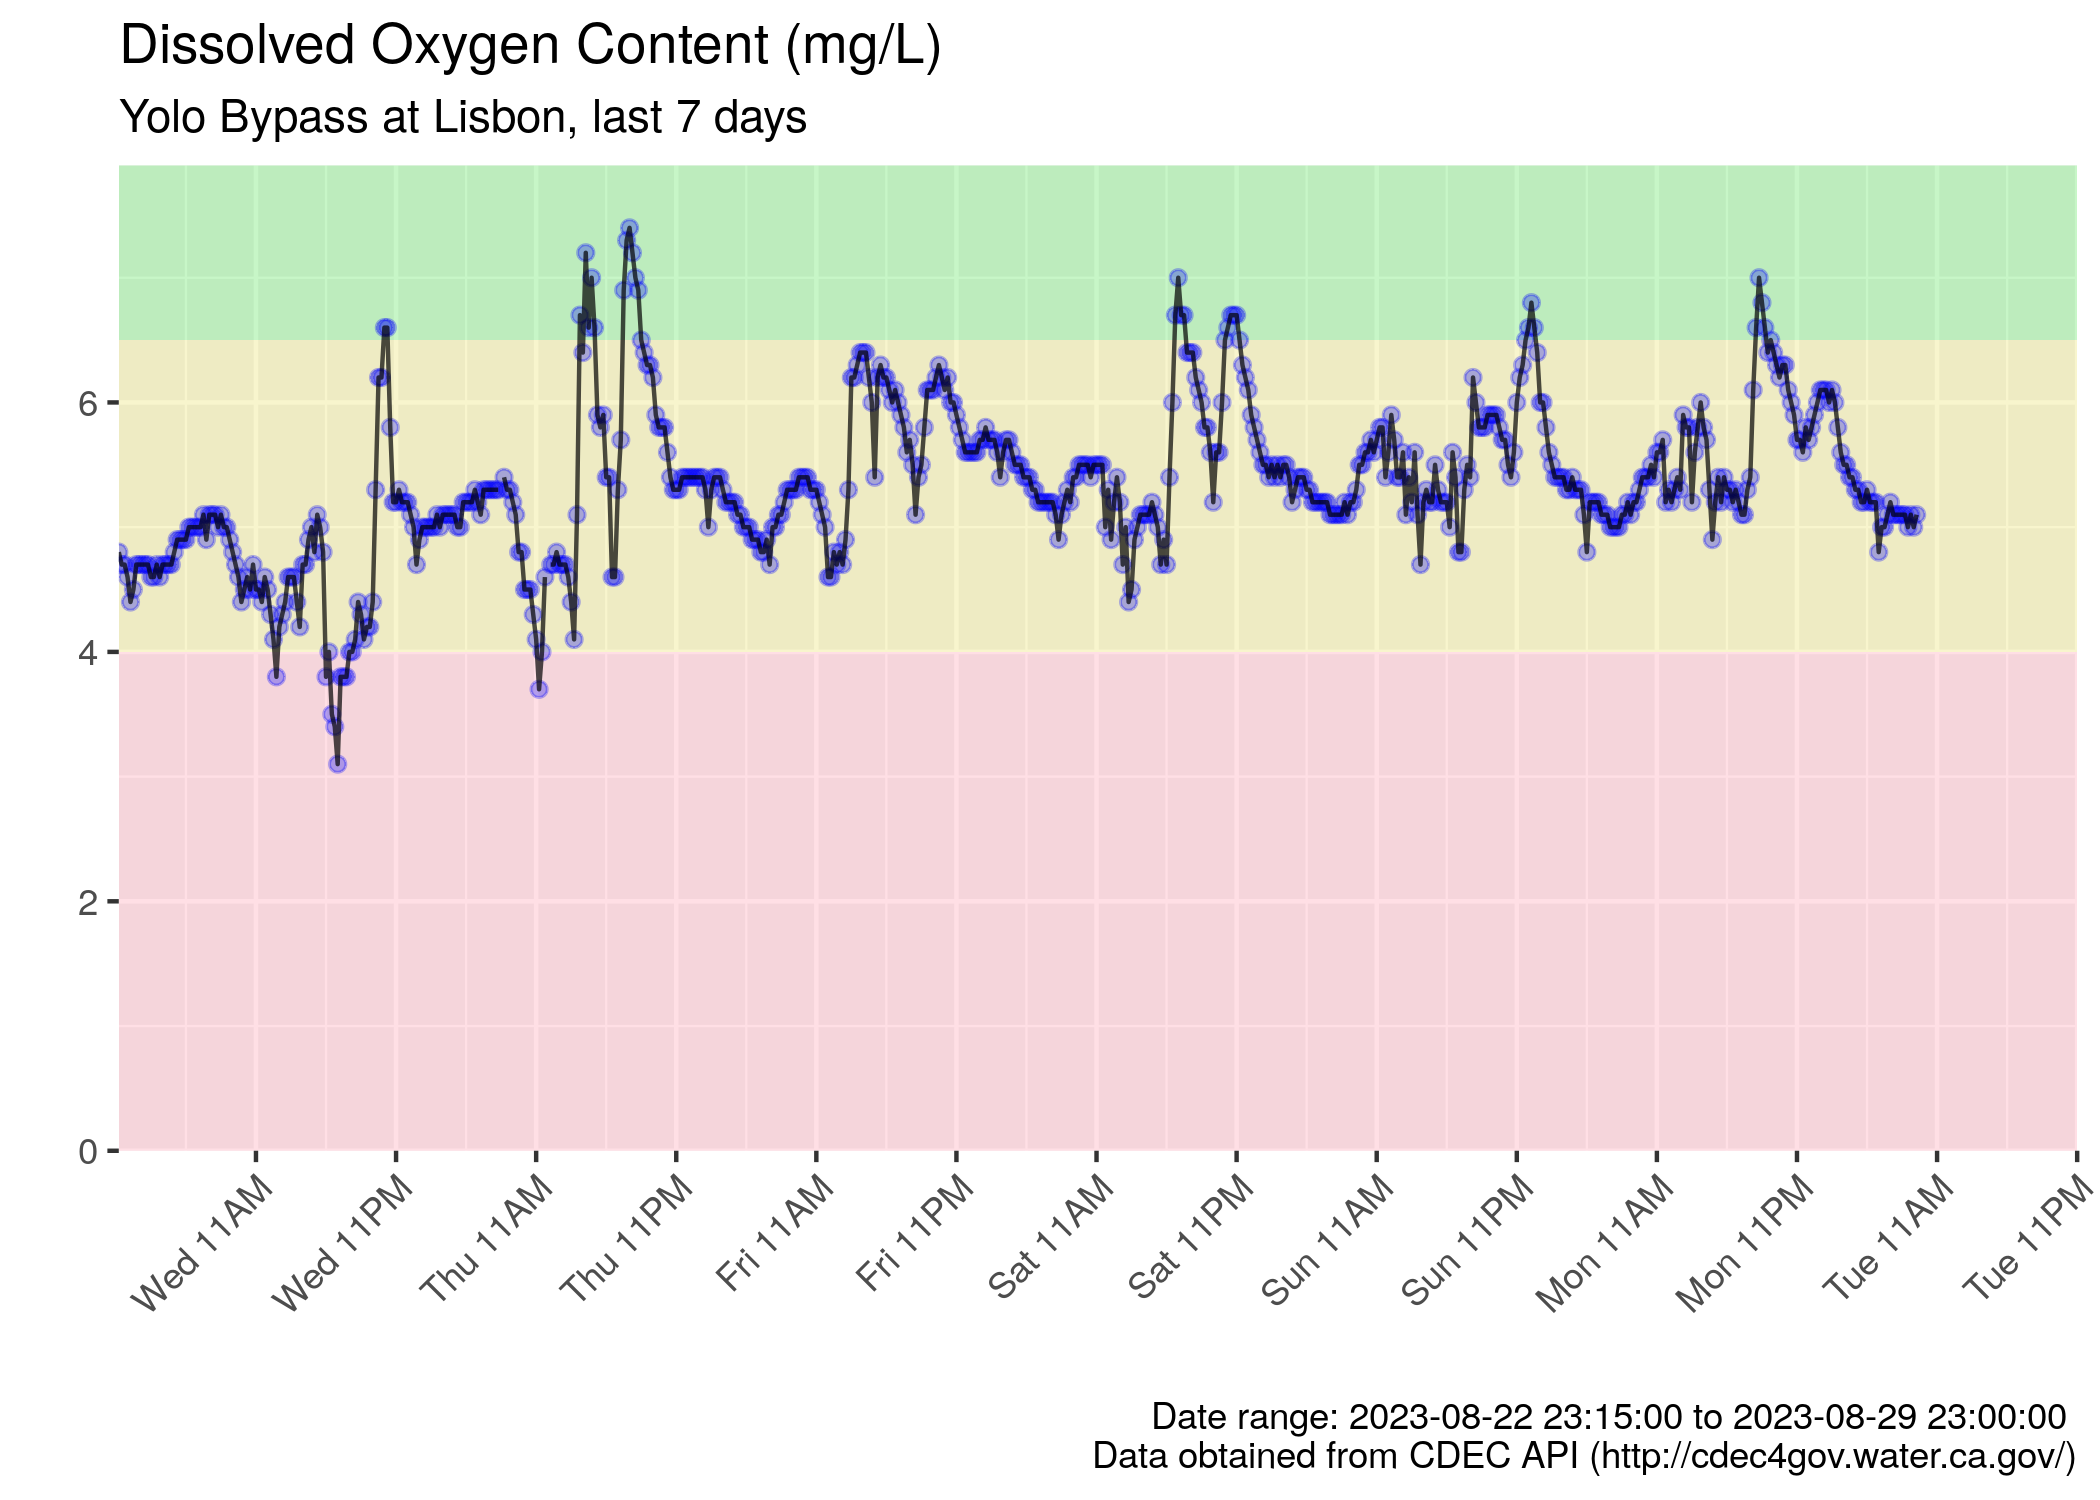 Dissolved Oxygen Content (mg/L)
Yolo Bypass at Lisbon, last 7 days
6
4
2
0
Wed 11AM
Wed 11PM
Thu 11AM
Thu 11PM
Fri 11AM
Fri 11PM
Sat 11AM
Sat 11PM
Sun 11AM
Sun 11PM
Mon 11AM
Mon 11PM
Tue 11AM
Tue 11PM
Date range: 2023-08-22 23:15:00 to 2023-08-29 23:00:00
Data obtained from CDEC API (http://cdec4gov.water.ca.gov/)